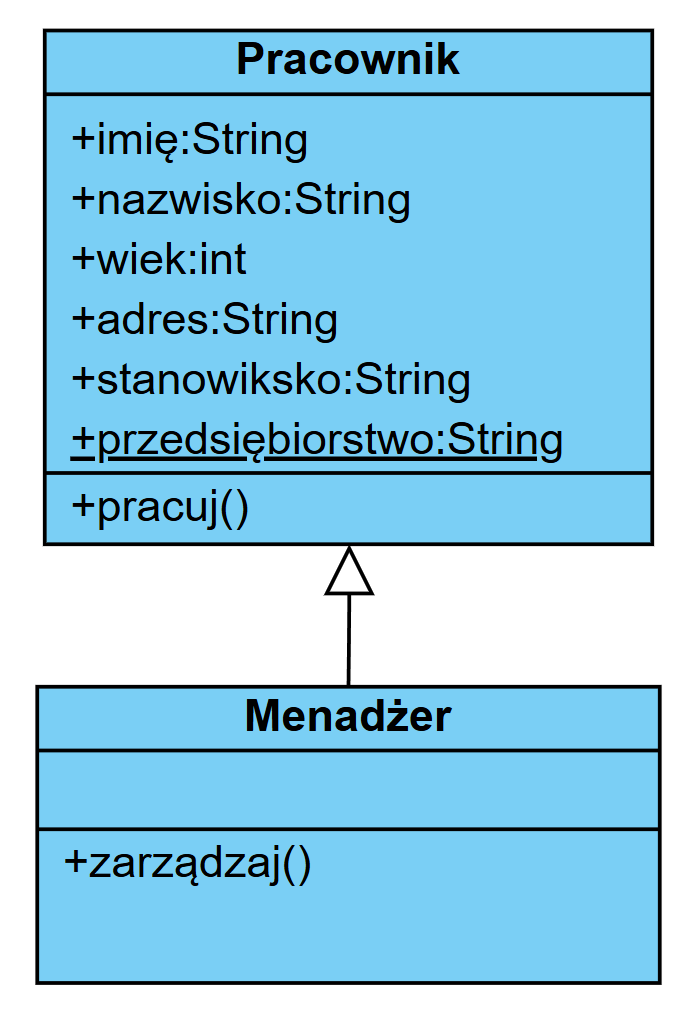 Pracownik
+imię:String
+nazwisko:String
+wiek:int
+adres:String
+stanowiksko:String
+przedsiębiorstwo:String
+pracuj()
Menadżer
+zarządzaj()